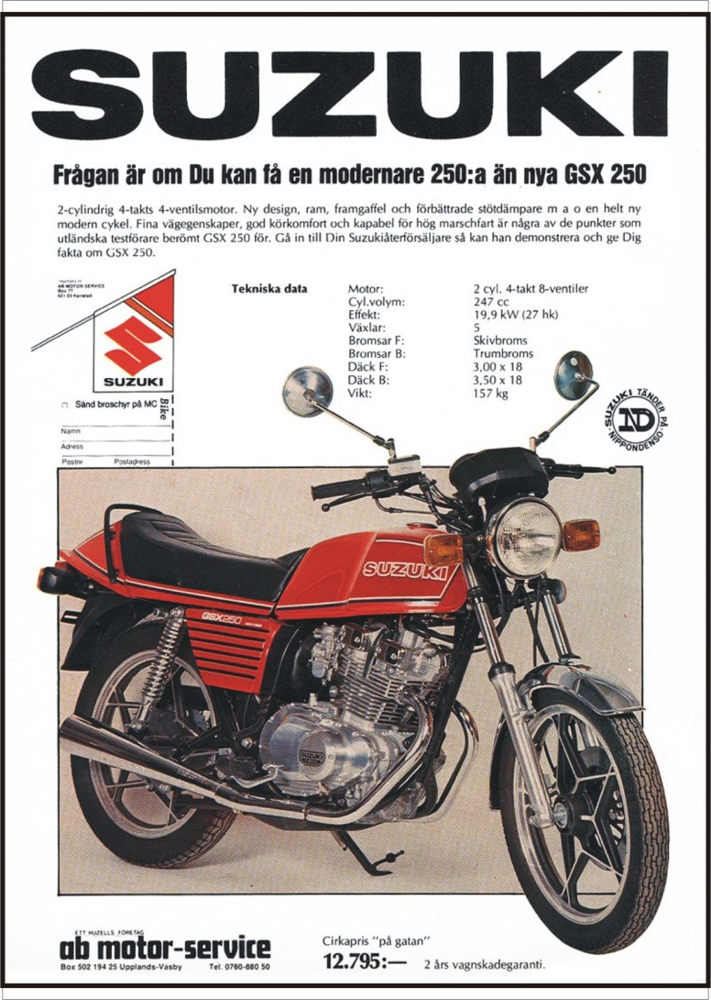 SUZUKI
Frågan är om Du kan få en modernare 250:a än nya GSX 250
2-cylindrig 4-takts 4-ventilsmotor. Ny design, ram, framgaffel och förbättrade stötdämpare m a o en helt ny
modern cykel. Fina vägegenskaper, god körkomfort och kapabel för hög marschfart är några av de punkter som
utländska testförare berömt GSX 250 för. Gå in till Din Suzukiåterförsäljare så kan han demonstrera och ge Dig
fakta om GSX 250.
AB MOTOR-SERVICE
Box 77
651 03 Karlstad
SUZUKI
Sänd broschyr på MC
Bike
Namn
Adress
Postnr Postadress
Tekniska data
Motor: 2 cyl. 4-takt 8-ventiler
Cyl.volym: 247 cc
Effekt: 19,9 kW (27 hk)
Växlar: 5
Bromsar F: Skivbroms
Bromsar B: Trumbroms
Däck F: 3,00 x 18
Däck B: 3,50 x 18
Vikt: 157 kg
SUZUKI TÄNDER PÅ
ND
NIPPONDENSO
SUZUKI
GSX250
SUZUKI
ETT HUZELLS FÖRETAG
ab motor-service
Box 502 194 25 Upplands-Väsby Tel. 0760-880 50
Cirkapris "på gatan"
12.795:— 2 års vagnskadegaranti.